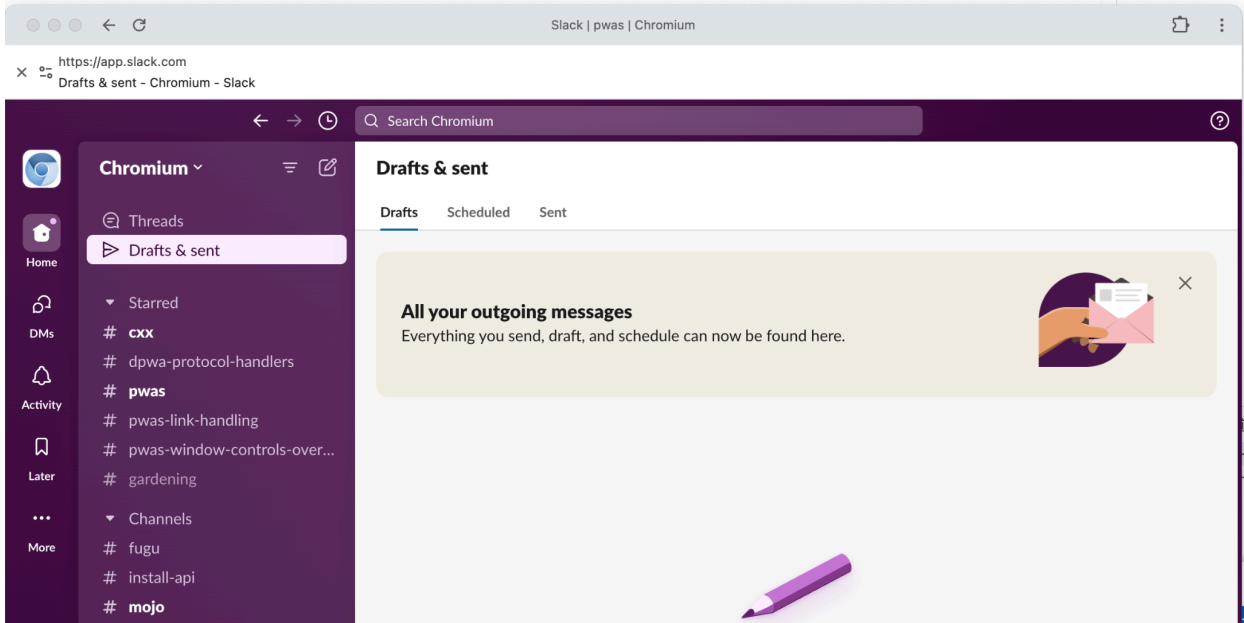 Slack | pwas | Chromium
https://app.slack.com
Drafts & sent - Chromium - Slack
Search Chromium
Chromium
Home
DMs
Activity
Later
More
Threads
Drafts & sent
Starred
# cxx
# dpwa-protocol-handlers
# pwas
# pwas-link-handling
# pwas-window-controls-over...
# gardening
Channels
# fugu
# install-api
# mojo
Drafts & sent
Drafts Scheduled Sent
All your outgoing messages
Everything you send, draft, and schedule can now be found here.